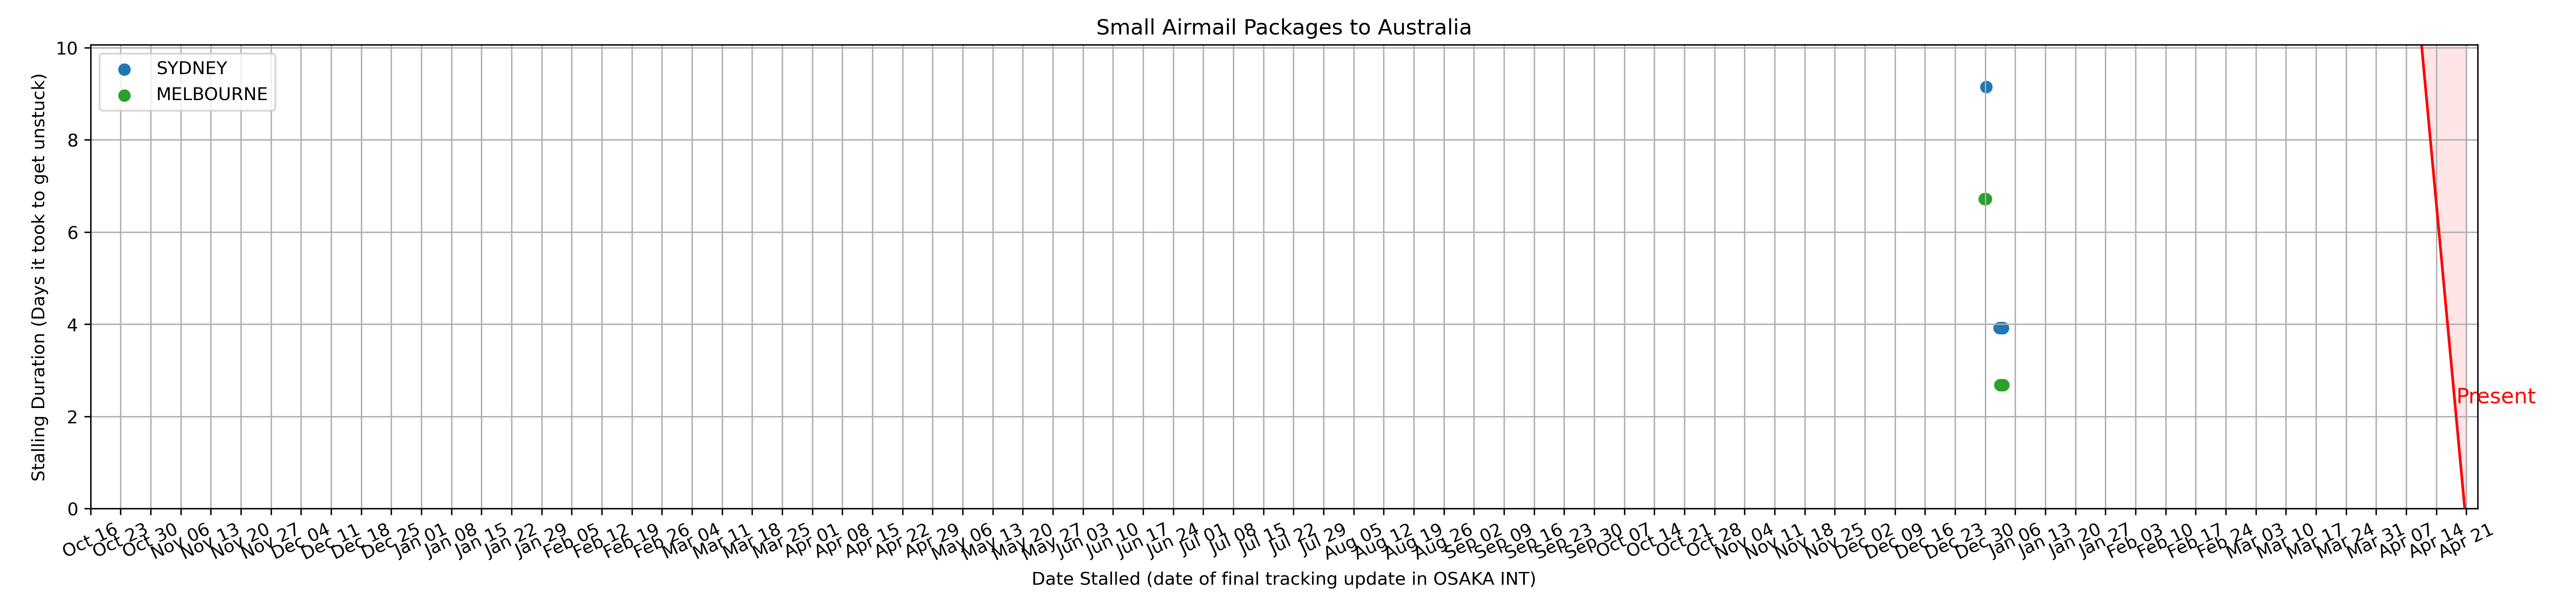 Small Airmail Packages to Australia
SYDNEY
MELBOURNE
Stalling Duration (Days it took to get unstuck)
10
8
6
4
2
0
Present
Oct 16 Oct 23 Oct 30 Nov 06 Nov 13 Nov 20 Nov 27 Dec 04 Dec 11 Dec 18 Dec 25 Jan 01 Jan 08 Jan 15 Jan 22 Jan 29 Feb 05 Feb 12 Feb 19 Feb 26 Mar 04 Mar 11 Mar 18 Mar 25 Apr 01 Apr 08 Apr 15 Apr 22 Apr 29 May 06 May 13 May 20 May 27 Jun 03 Jun 10 Jun 17 Jun 24 Jul 01 Jul 08 Jul 15 Jul 22 Jul 29 Aug 05 Aug 12 Aug 19 Aug 26 Sep 02 Sep 09 Sep 16 Sep 23 Sep 30 Oct 07 Oct 14 Oct 21 Oct 28 Nov 04 Nov 11 Nov 18 Nov 25 Dec 02 Dec 09 Dec 16 Dec 23 Dec 30 Jan 06 Jan 13 Jan 20 Jan 27 Feb 03 Feb 10 Feb 17 Feb 24 Mar 03 Mar 10 Mar 17 Mar 24 Mar 31 Apr 07 Apr 14 Apr 21
Date Stalled (date of final tracking update in OSAKA INT)